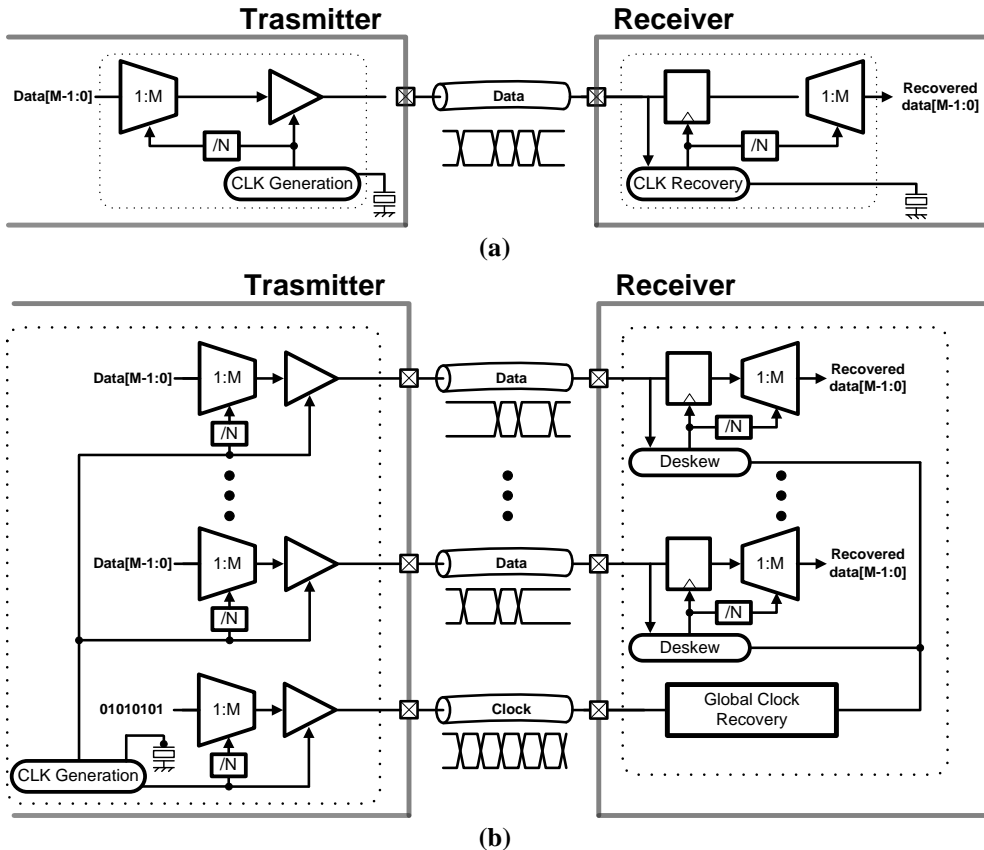 Trasmitter
Receiver
Data[M-1:0]
1:M
/N
CLK Generation
Data
1:M
Recovered
data[M-1:0]
/N
CLK Recovery
(a)
Trasmitter
Receiver
Data[M-1:0]
1:M
/N
Data
1:M
Recovered
data[M-1:0]
/N
Deskew
Data[M-1:0]
1:M
/N
Data
1:M
Recovered
data[M-1:0]
/N
Deskew
01010101
1:M
/N
CLK Generation
Clock
Global Clock
Recovery
(b)